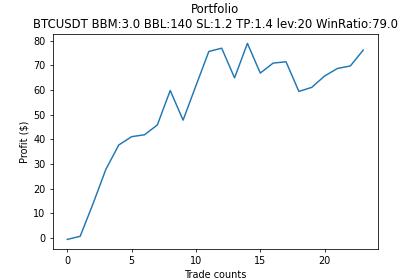 Portfolio
BTCUSDT BBM:3.0 BBL:140 SL:1.2 TP:1.4 lev:20 WinRatio:79.0
80
70
60
50
40
30
20
10
0
Profit ($)
0 5 10 15 20
Trade counts